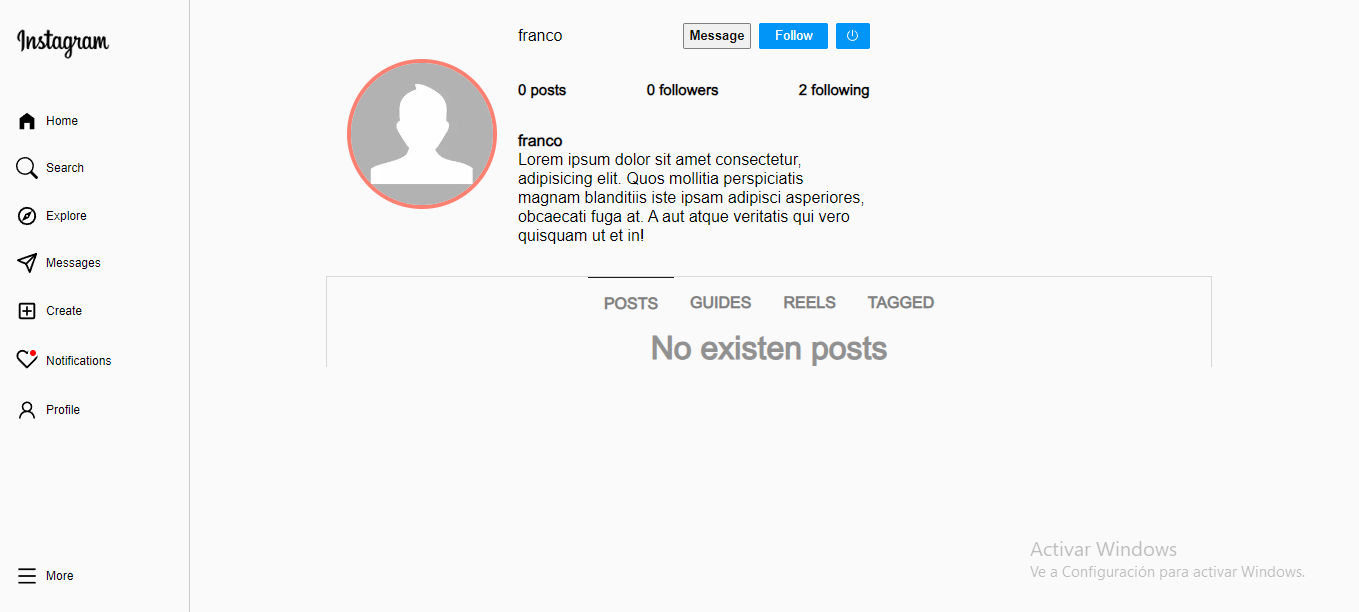 Instagram
Home
Search
Explore
Messages
Create
Notifications
Profile
More
franco
Message
Follow
0 posts
0 followers
2 following
franco
Lorem ipsum dolor sit amet consectetur,
adipisicing elit. Quos mollitia perspiciatis
magnam blanditiis iste ipsam adipisci asperiores,
obcaecati fuga at. A aut atque veritatis qui vero
quisquam ut et in!
POSTS
GUIDES
REELS
TAGGED
No existen posts
Activar Windows
Ve a Configuración para activar Windows.